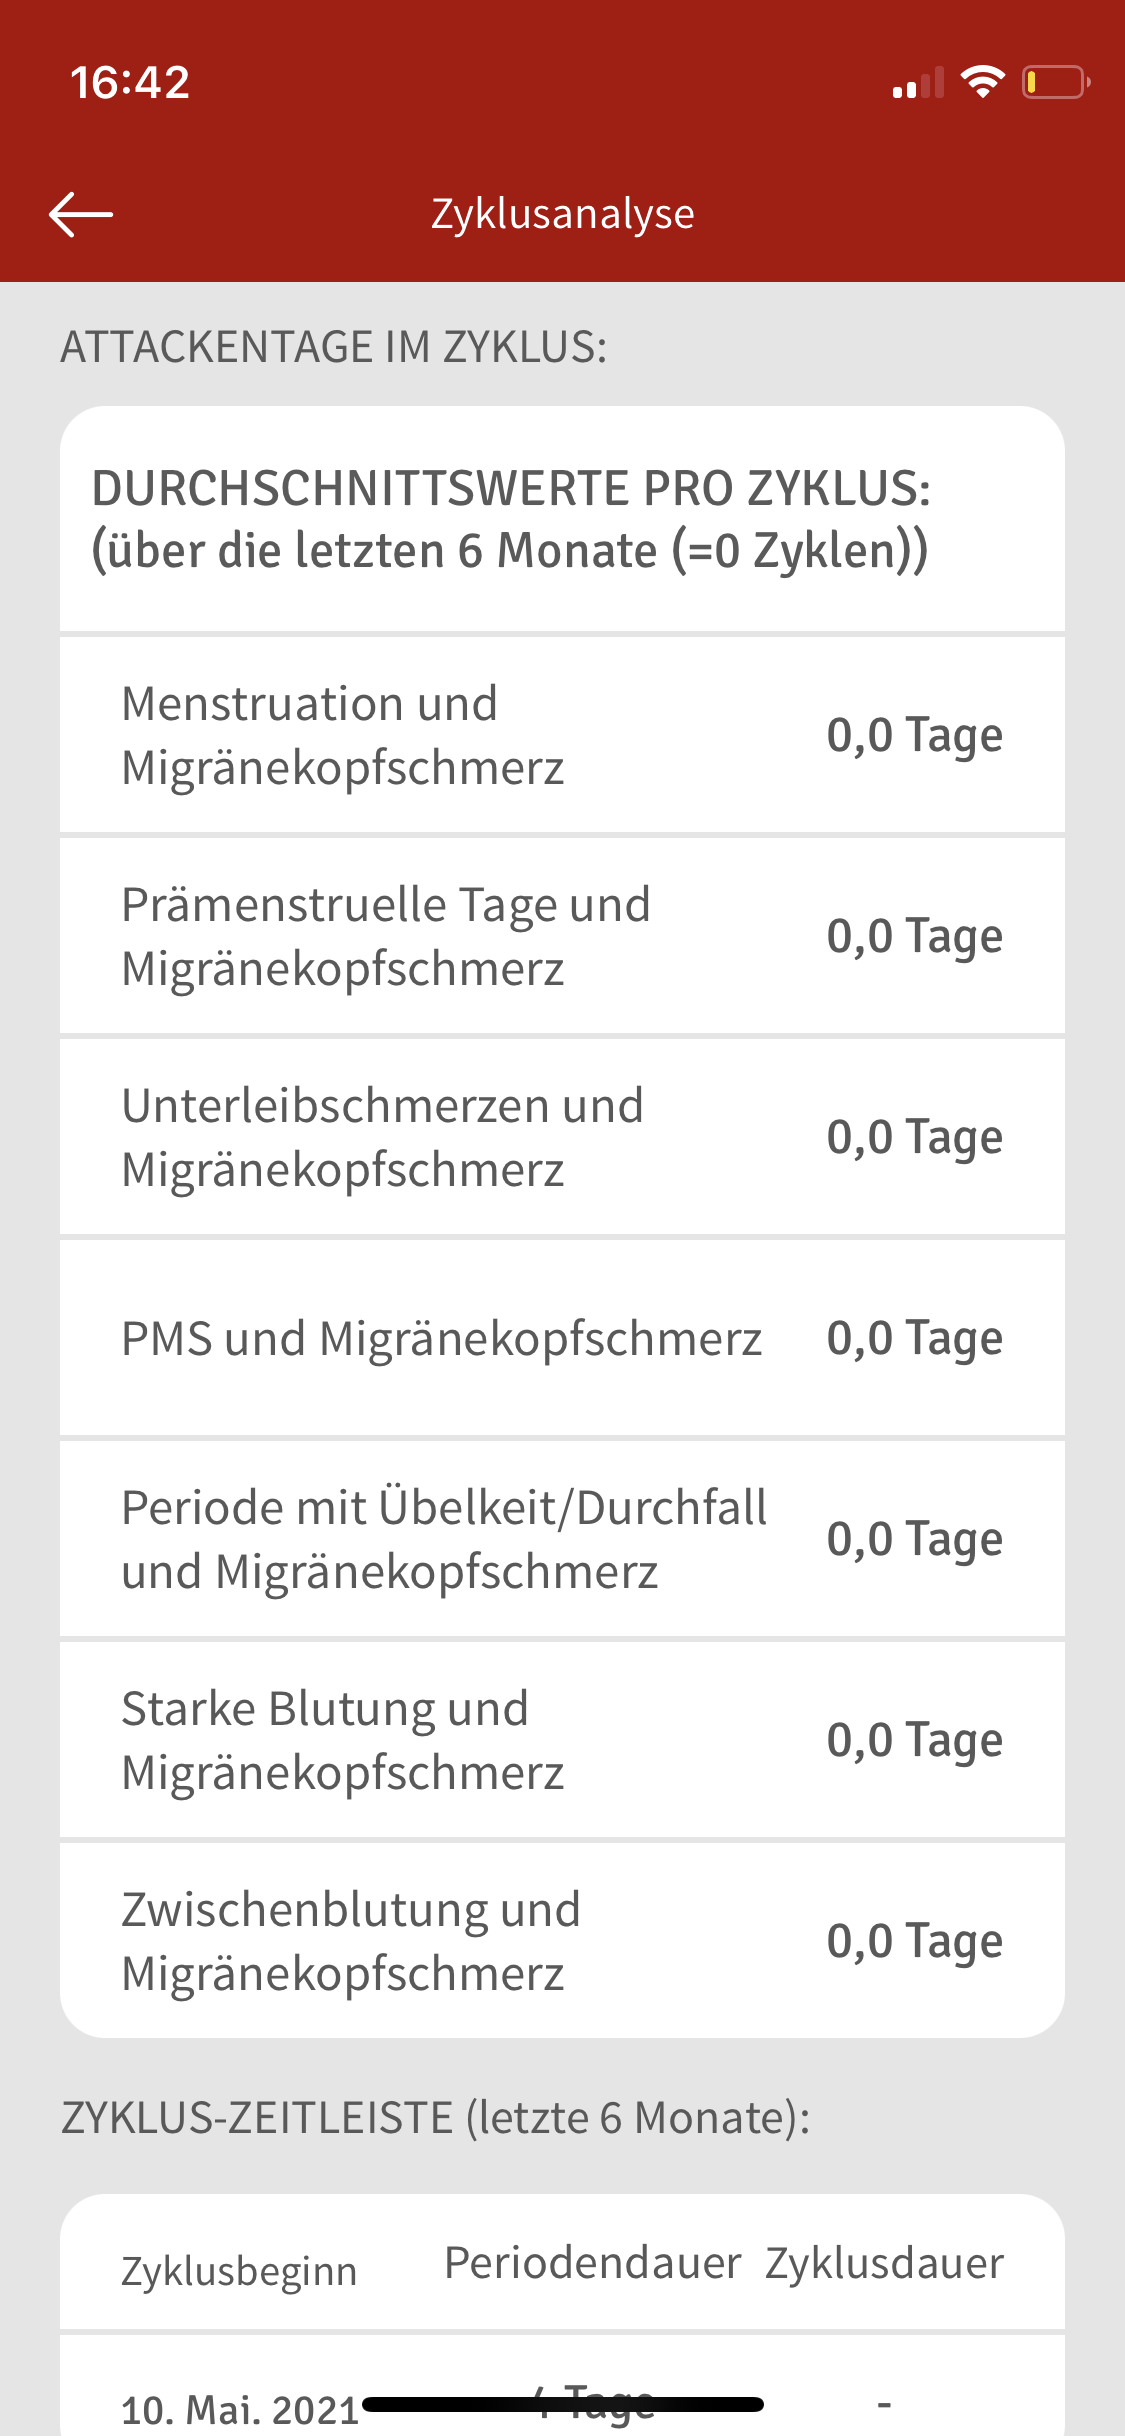 16:42
Zyklusanalyse
ATTACKENTAGE IM ZYKLUS:
DURCHSCHNITTSWERTE PRO ZYKLUS:
(über die letzten 6 Monate (=0 Zyklen))
Menstruation und
Migränekopfschmerz
0,0 Tage
Prämenstruelle Tage und
Migränekopfschmerz
0,0 Tage
Unterleibschmerzen und
Migränekopfschmerz
0,0 Tage
PMS und Migränekopfschmerz
0,0 Tage
Periode mit Übelkeit/Durchfall
und Migränekopfschmerz
0,0 Tage
Starke Blutung und
Migränekopfschmerz
0,0 Tage
Zwischenblutung und
Migränekopfschmerz
0,0 Tage
ZYKLUS-ZEITLEISTE (letzte 6 Monate):
Zyklusbeginn Periodendauer Zyklusdauer
10. Mai. 2021 Tage -